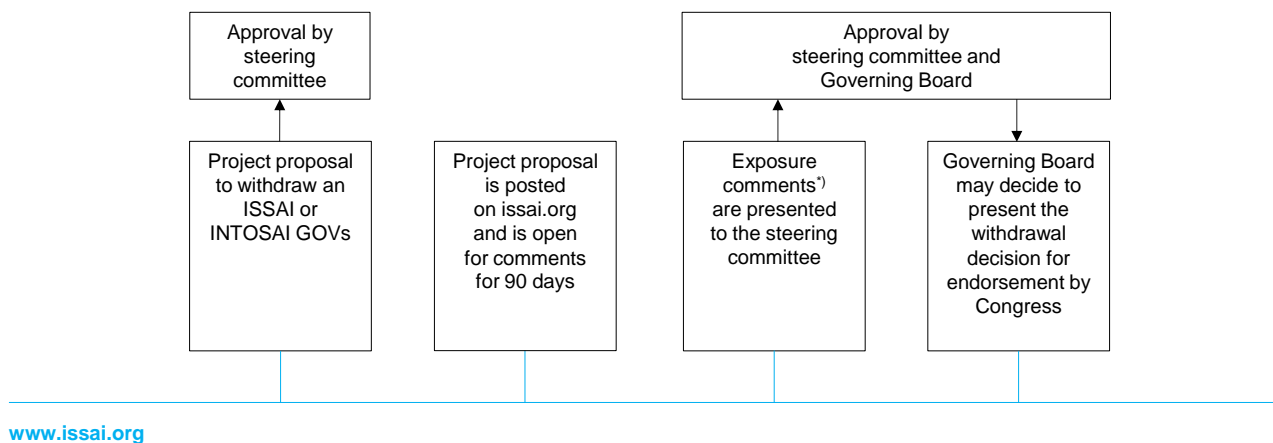 Approval by
steering
committee
Approval by
steering committee and
Governing Board
Project proposal
to withdraw an
ISSAI or
INTOSAI GOVs
Project proposal
is posted
on issai.org
and is open
for comments
for 90 days
Exposure
comments*)
are presented
to the steering
committee
Governing Board
may decide to
present the
withdrawal
decision for
endorsement by
Congress
www.issai.org